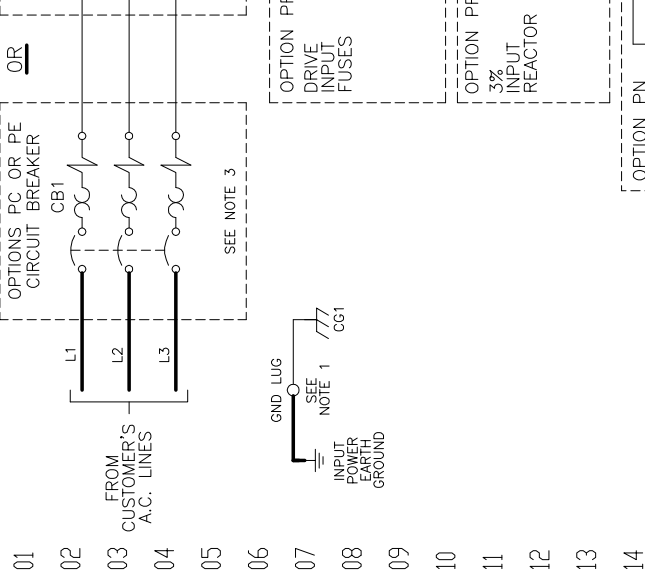 OR
OPTIONS PC OR PE
CIRCUIT BREAKER
CB1
L1
L2
L3
SEE NOTE 3
FROM
CUSTOMER'S
A.C. LINES
GND LUG
SEE
NOTE 1
CG1
INPUT
POWER
EARTH
GROUND
DRIVE
INPUT
FUSES
OPTION
3%
INPUT
REACTOR
OPTION
OPTION PN
01
02
03
04
05
06
07
08
09
10
11
12
13
14